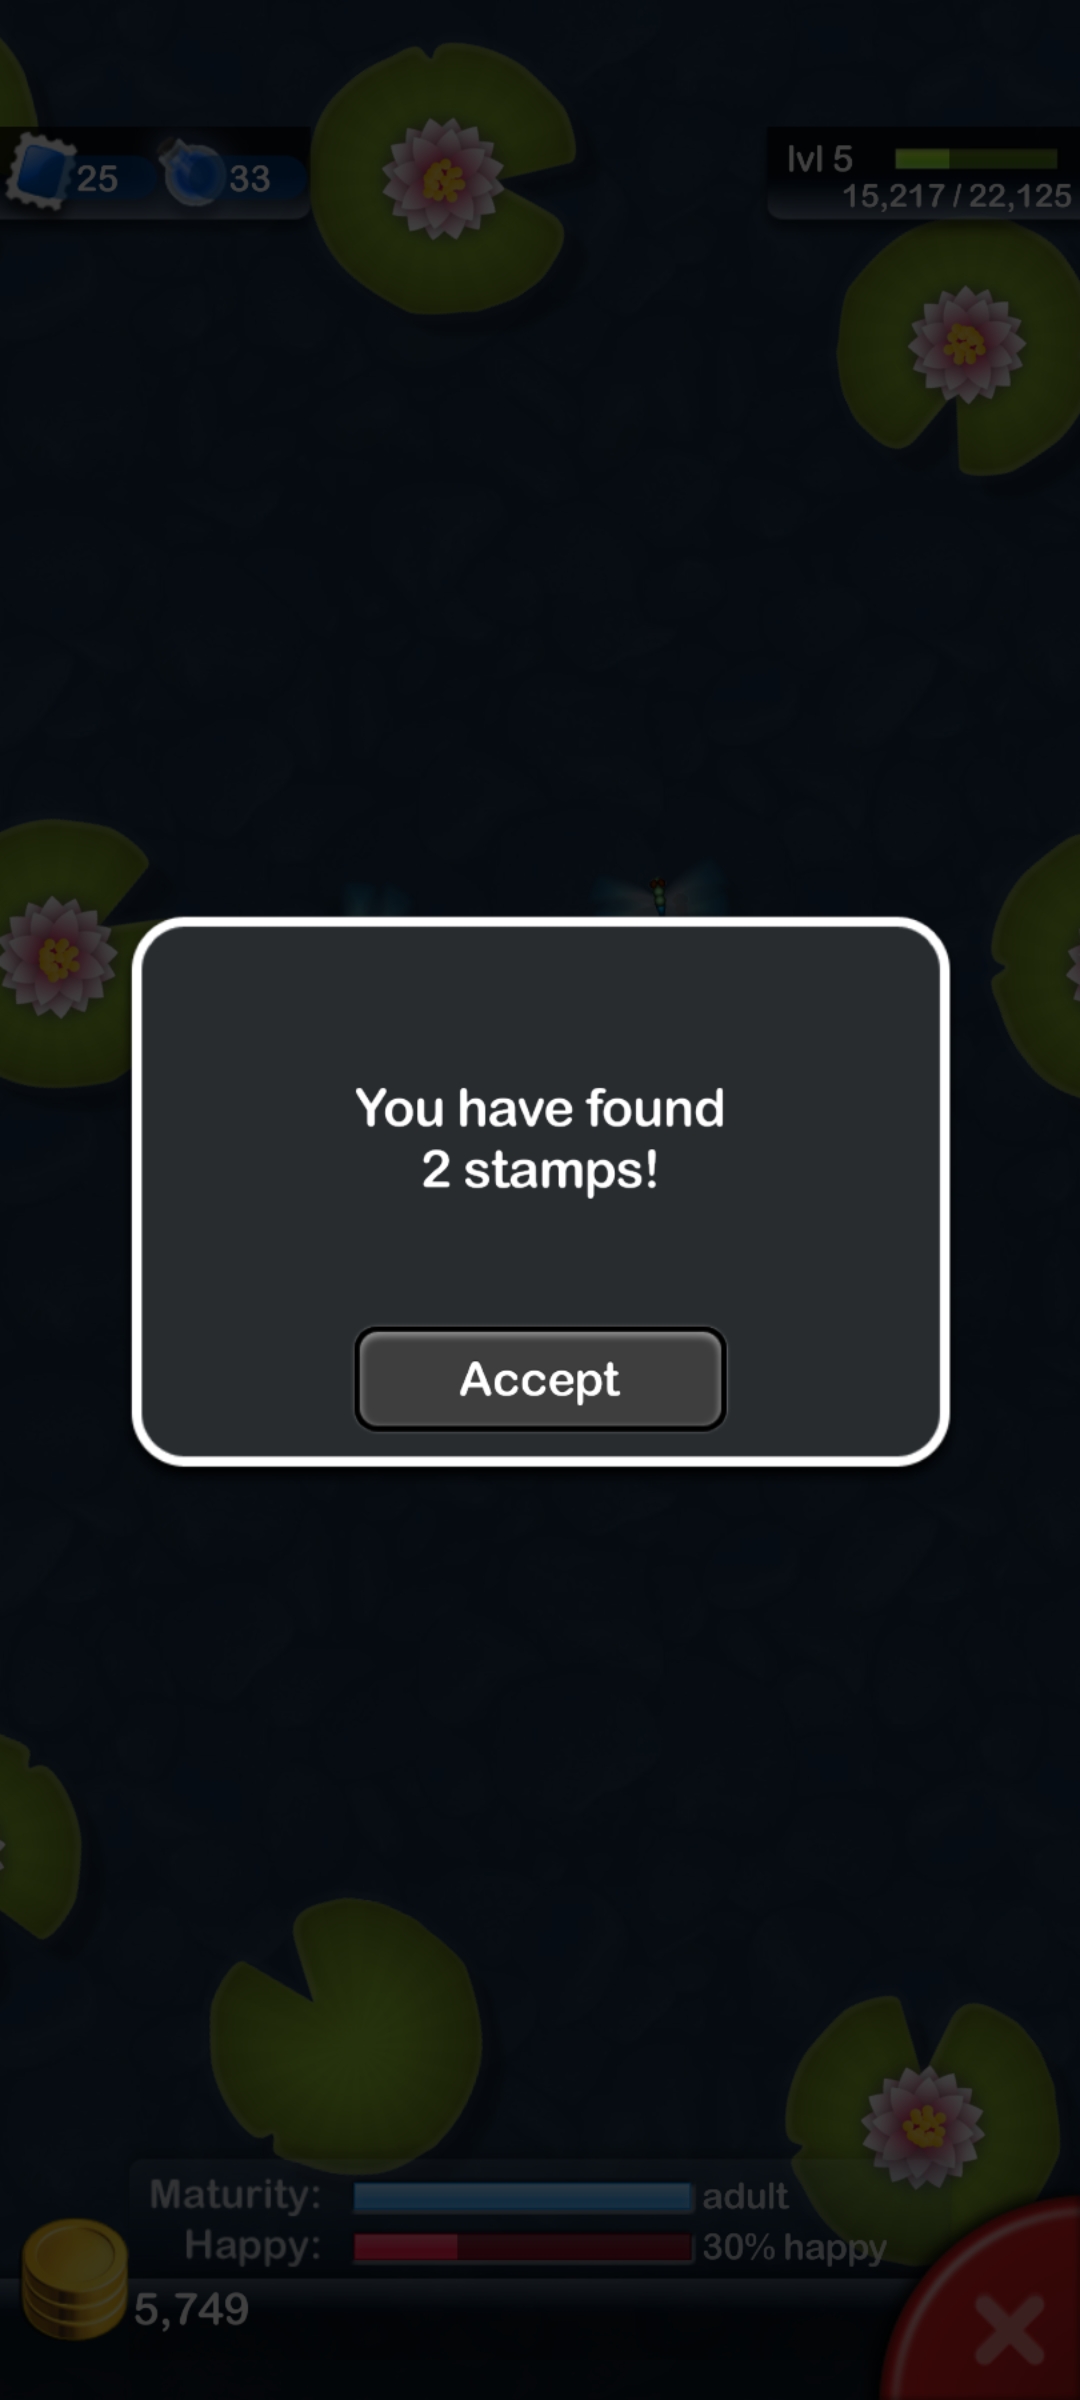 25 33
lvl 5
15,217 / 22,125
You have found
2 stamps!
Accept
Maturity: adult
Happy: 30% happy
5,749